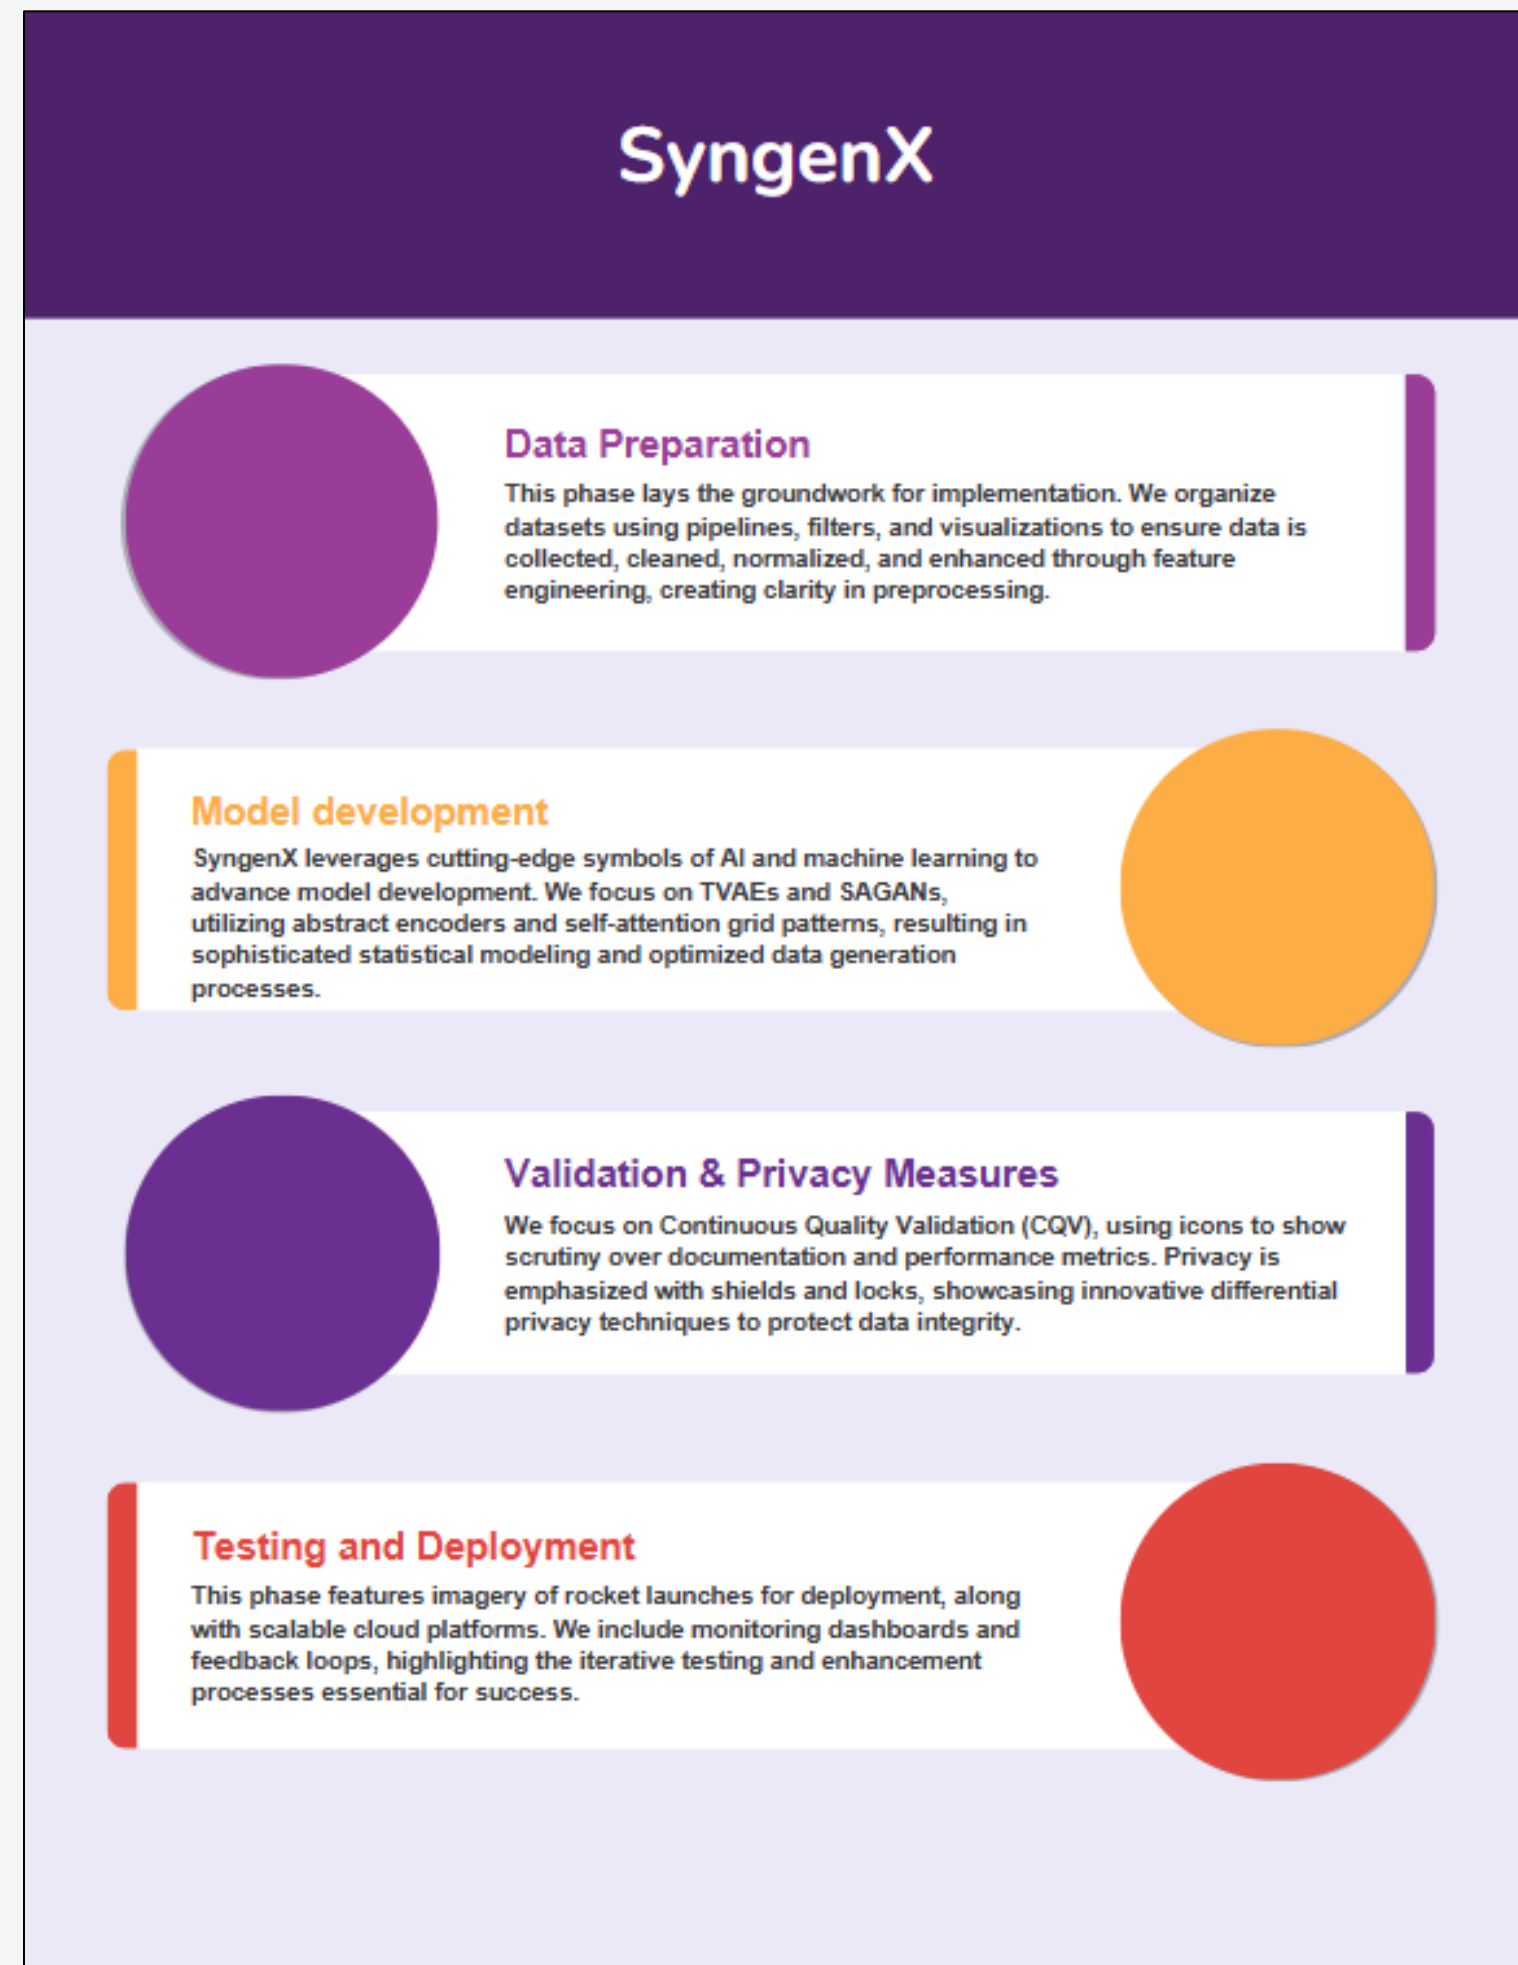 SyngenX
Data Preparation
This phase lays the groundwork for implementation. We organize
datasets using pipelines, filters, and visualizations to ensure data is
collected, cleaned, normalized, and enhanced through feature
engineering, creating clarity in preprocessing.
Model development
SyngenX leverages cutting-edge symbols of AI and machine learning to
advance model development. We focus on TVAEs and SAGANs,
utilizing abstract encoders and self-attention grid patterns, resulting in
sophisticated statistical modeling and optimized data generation
processes.
Validation & Privacy Measures
We focus on Continuous Quality Validation (CQV), using icons to show
scrutiny over documentation and performance metrics. Privacy is
emphasized with shields and locks, showcasing innovative differential
privacy techniques to protect data integrity.
Testing and Deployment
This phase features imagery of rocket launches for deployment, along
with scalable cloud platforms. We include monitoring dashboards and
feedback loops, highlighting the iterative testing and enhancement
processes essential for success.